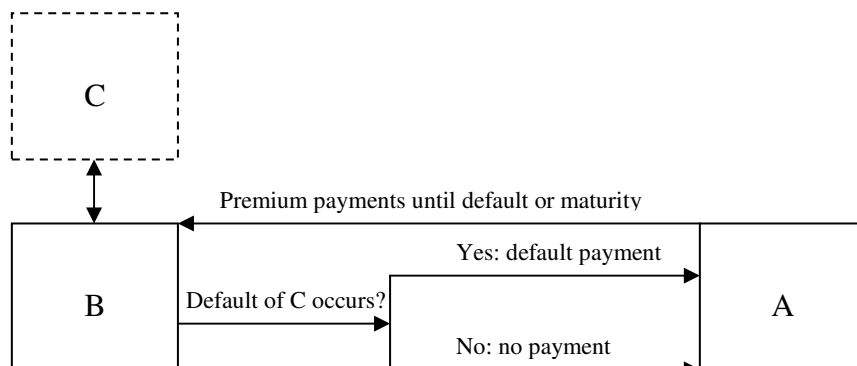 C
Premium payments until default or maturity
Yes: default payment
Default of C occurs?
B
A
No: no payment